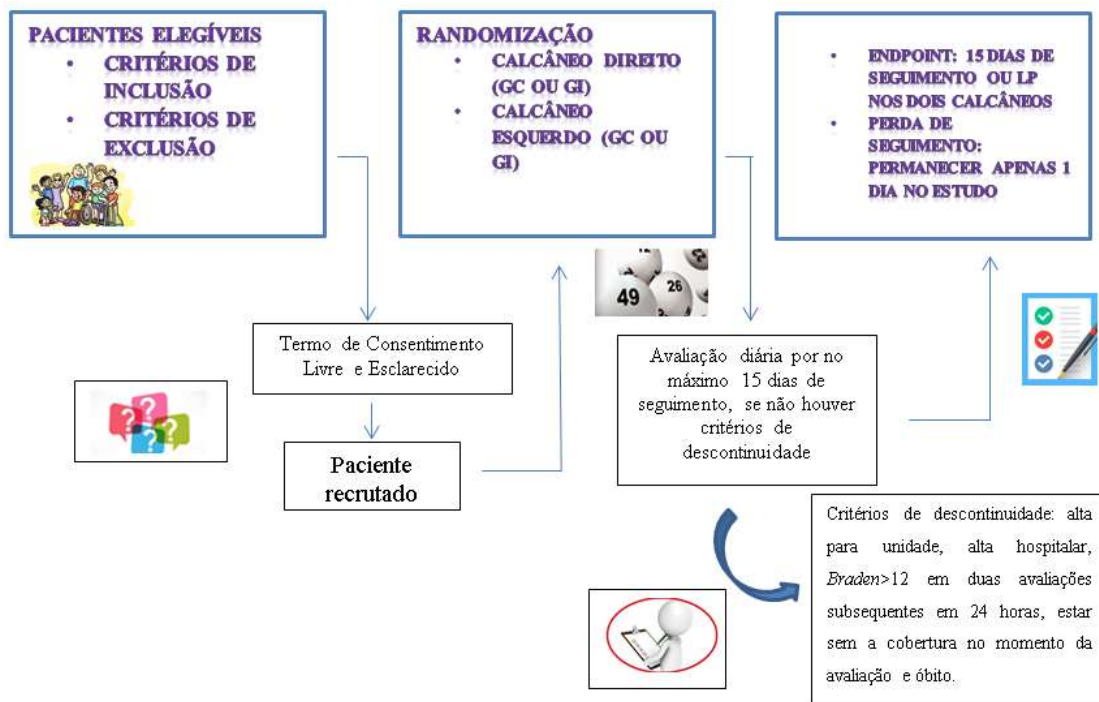 PACIENTES ELEGÍVEIS
• CRITÉRIOS DE
INCLUSÃO
• CRITÉRIOS DE
EXCLUSÃO
RANDOMIZAÇÃO
• CALCÂNEO DIREITO
(GC OU GI)
• CALCÂNEO
ESQUERDO (GC OU
GI)
• ENDPOINT: 15 DIAS DE
SEGUIMENTO OU LP
NOS DOIS CALCÂNEOS
• PERDA DE
SEGUIMENTO:
PERMANECER APENAS 1
DIA NO ESTUDO
49
26
Termo de Consentimento
Livre e Esclarecido
Avaliação diária por no
máximo 15 dias de
seguimento, se não houver
critérios de
descontinuidade
? ? ? ?
Paciente
recrutado
Critérios de descontinuidade: alta
para unidade, alta hospitalar,
Braden>12 em duas avaliações
subsequentes em 24 horas, estar
sem a cobertura no momento da
avaliação e óbito.